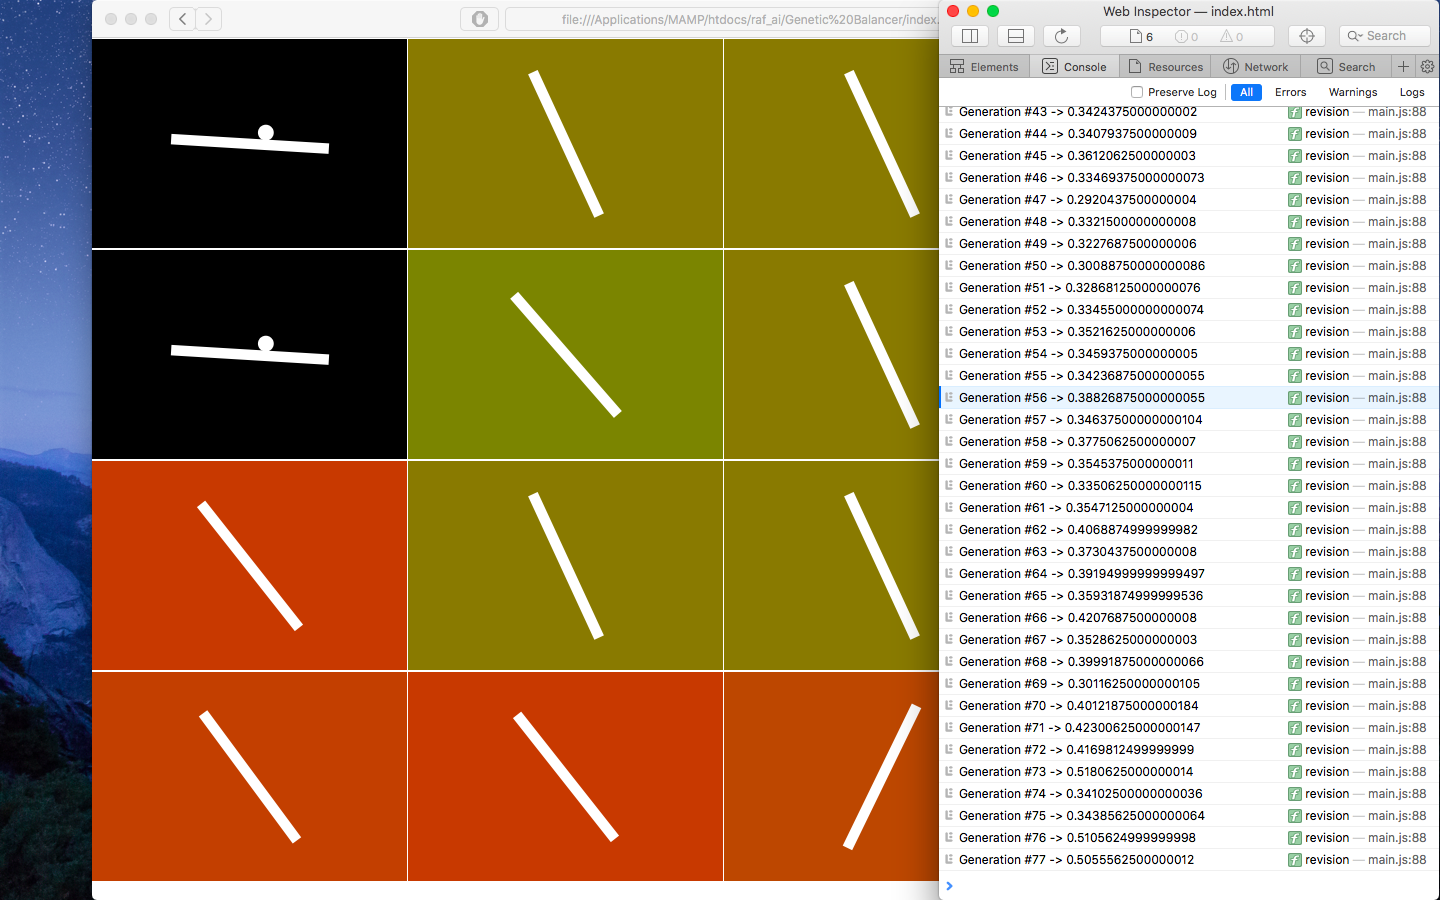 file:///Applications/MAMP/htdocs/raf_ai/Genetic%20Balancer/index.
Web Inspector — index.html
6 0 0 Search
Elements Console Resources Network Search
Preserve Log All Errors Warnings Logs
Generation #43 -> 0.3424375000000002 revision — main.js:88
Generation #44 -> 0.3407937500000009 revision — main.js:88
Generation #45 -> 0.3612062500000003 revision — main.js:88
Generation #46 -> 0.33469375000000073 revision — main.js:88
Generation #47 -> 0.2920437500000004 revision — main.js:88
Generation #48 -> 0.3321500000000008 revision — main.js:88
Generation #49 -> 0.3227687500000006 revision — main.js:88
Generation #50 -> 0.30088750000000086 revision — main.js:88
Generation #51 -> 0.32868125000000076 revision — main.js:88
Generation #52 -> 0.33455000000000074 revision — main.js:88
Generation #53 -> 0.3521625000000006 revision — main.js:88
Generation #54 -> 0.3459375000000005 revision — main.js:88
Generation #55 -> 0.34236875000000055 revision — main.js:88
Generation #56 -> 0.38826875000000055 revision — main.js:88
Generation #57 -> 0.34637500000000104 revision — main.js:88
Generation #58 -> 0.3775062500000007 revision — main.js:88
Generation #59 -> 0.3545375000000011 revision — main.js:88
Generation #60 -> 0.33506250000000115 revision — main.js:88
Generation #61 -> 0.3547125000000004 revision — main.js:88
Generation #62 -> 0.4068874999999982 revision — main.js:88
Generation #63 -> 0.3730437500000008 revision — main.js:88
Generation #64 -> 0.39194999999999497 revision — main.js:88
Generation #65 -> 0.35931874999999536 revision — main.js:88
Generation #66 -> 0.4207687500000008 revision — main.js:88
Generation #67 -> 0.3528625000000003 revision — main.js:88
Generation #68 -> 0.39991875000000066 revision — main.js:88
Generation #69 -> 0.30116250000000105 revision — main.js:88
Generation #70 -> 0.40121875000000184 revision — main.js:88
Generation #71 -> 0.42300625000000147 revision — main.js:88
Generation #72 -> 0.4169812499999999 revision — main.js:88
Generation #73 -> 0.5180625000000014 revision — main.js:88
Generation #74 -> 0.34102500000000036 revision — main.js:88
Generation #75 -> 0.34385625000000064 revision — main.js:88
Generation #76 -> 0.5105624999999998 revision — main.js:88
Generation #77 -> 0.5055562500000012 revision — main.js:88